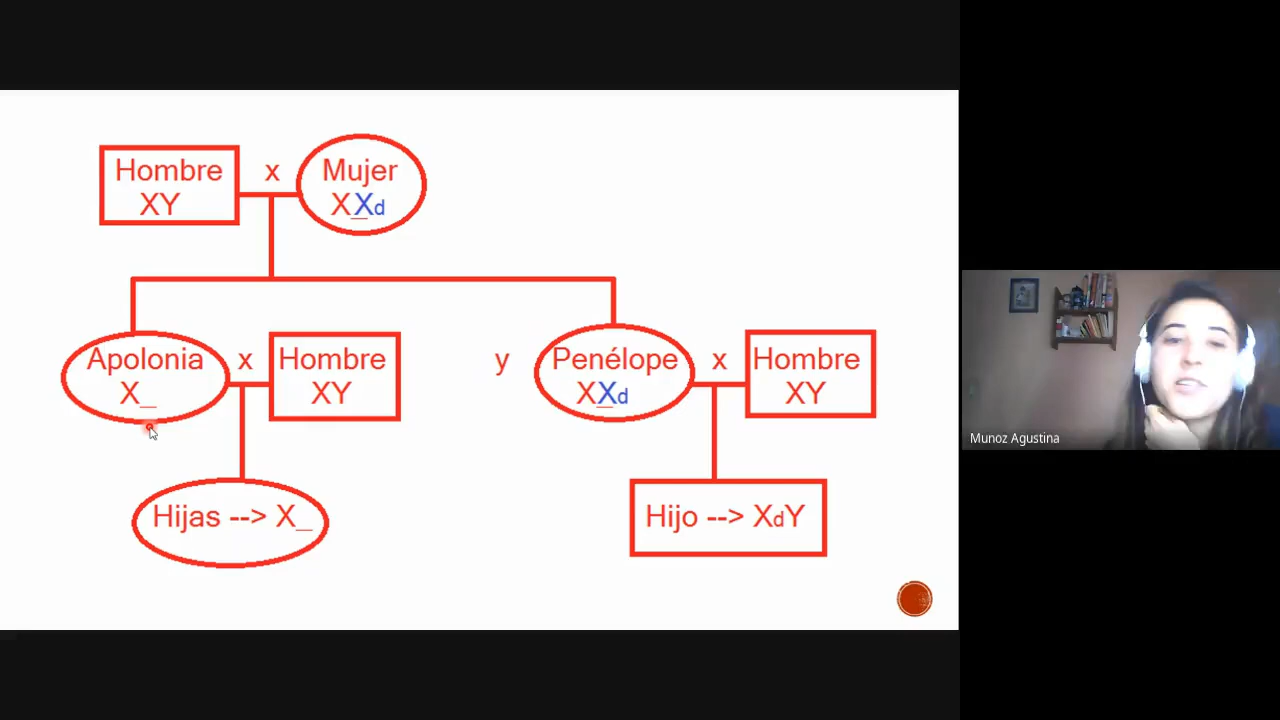 Hombre x Mujer
XY XXd
Apolonia x Hombre y Penélope x Hombre
X_ XY XXd XY
Hijas --> X_ Hijo --> XdY
Munoz Agustina